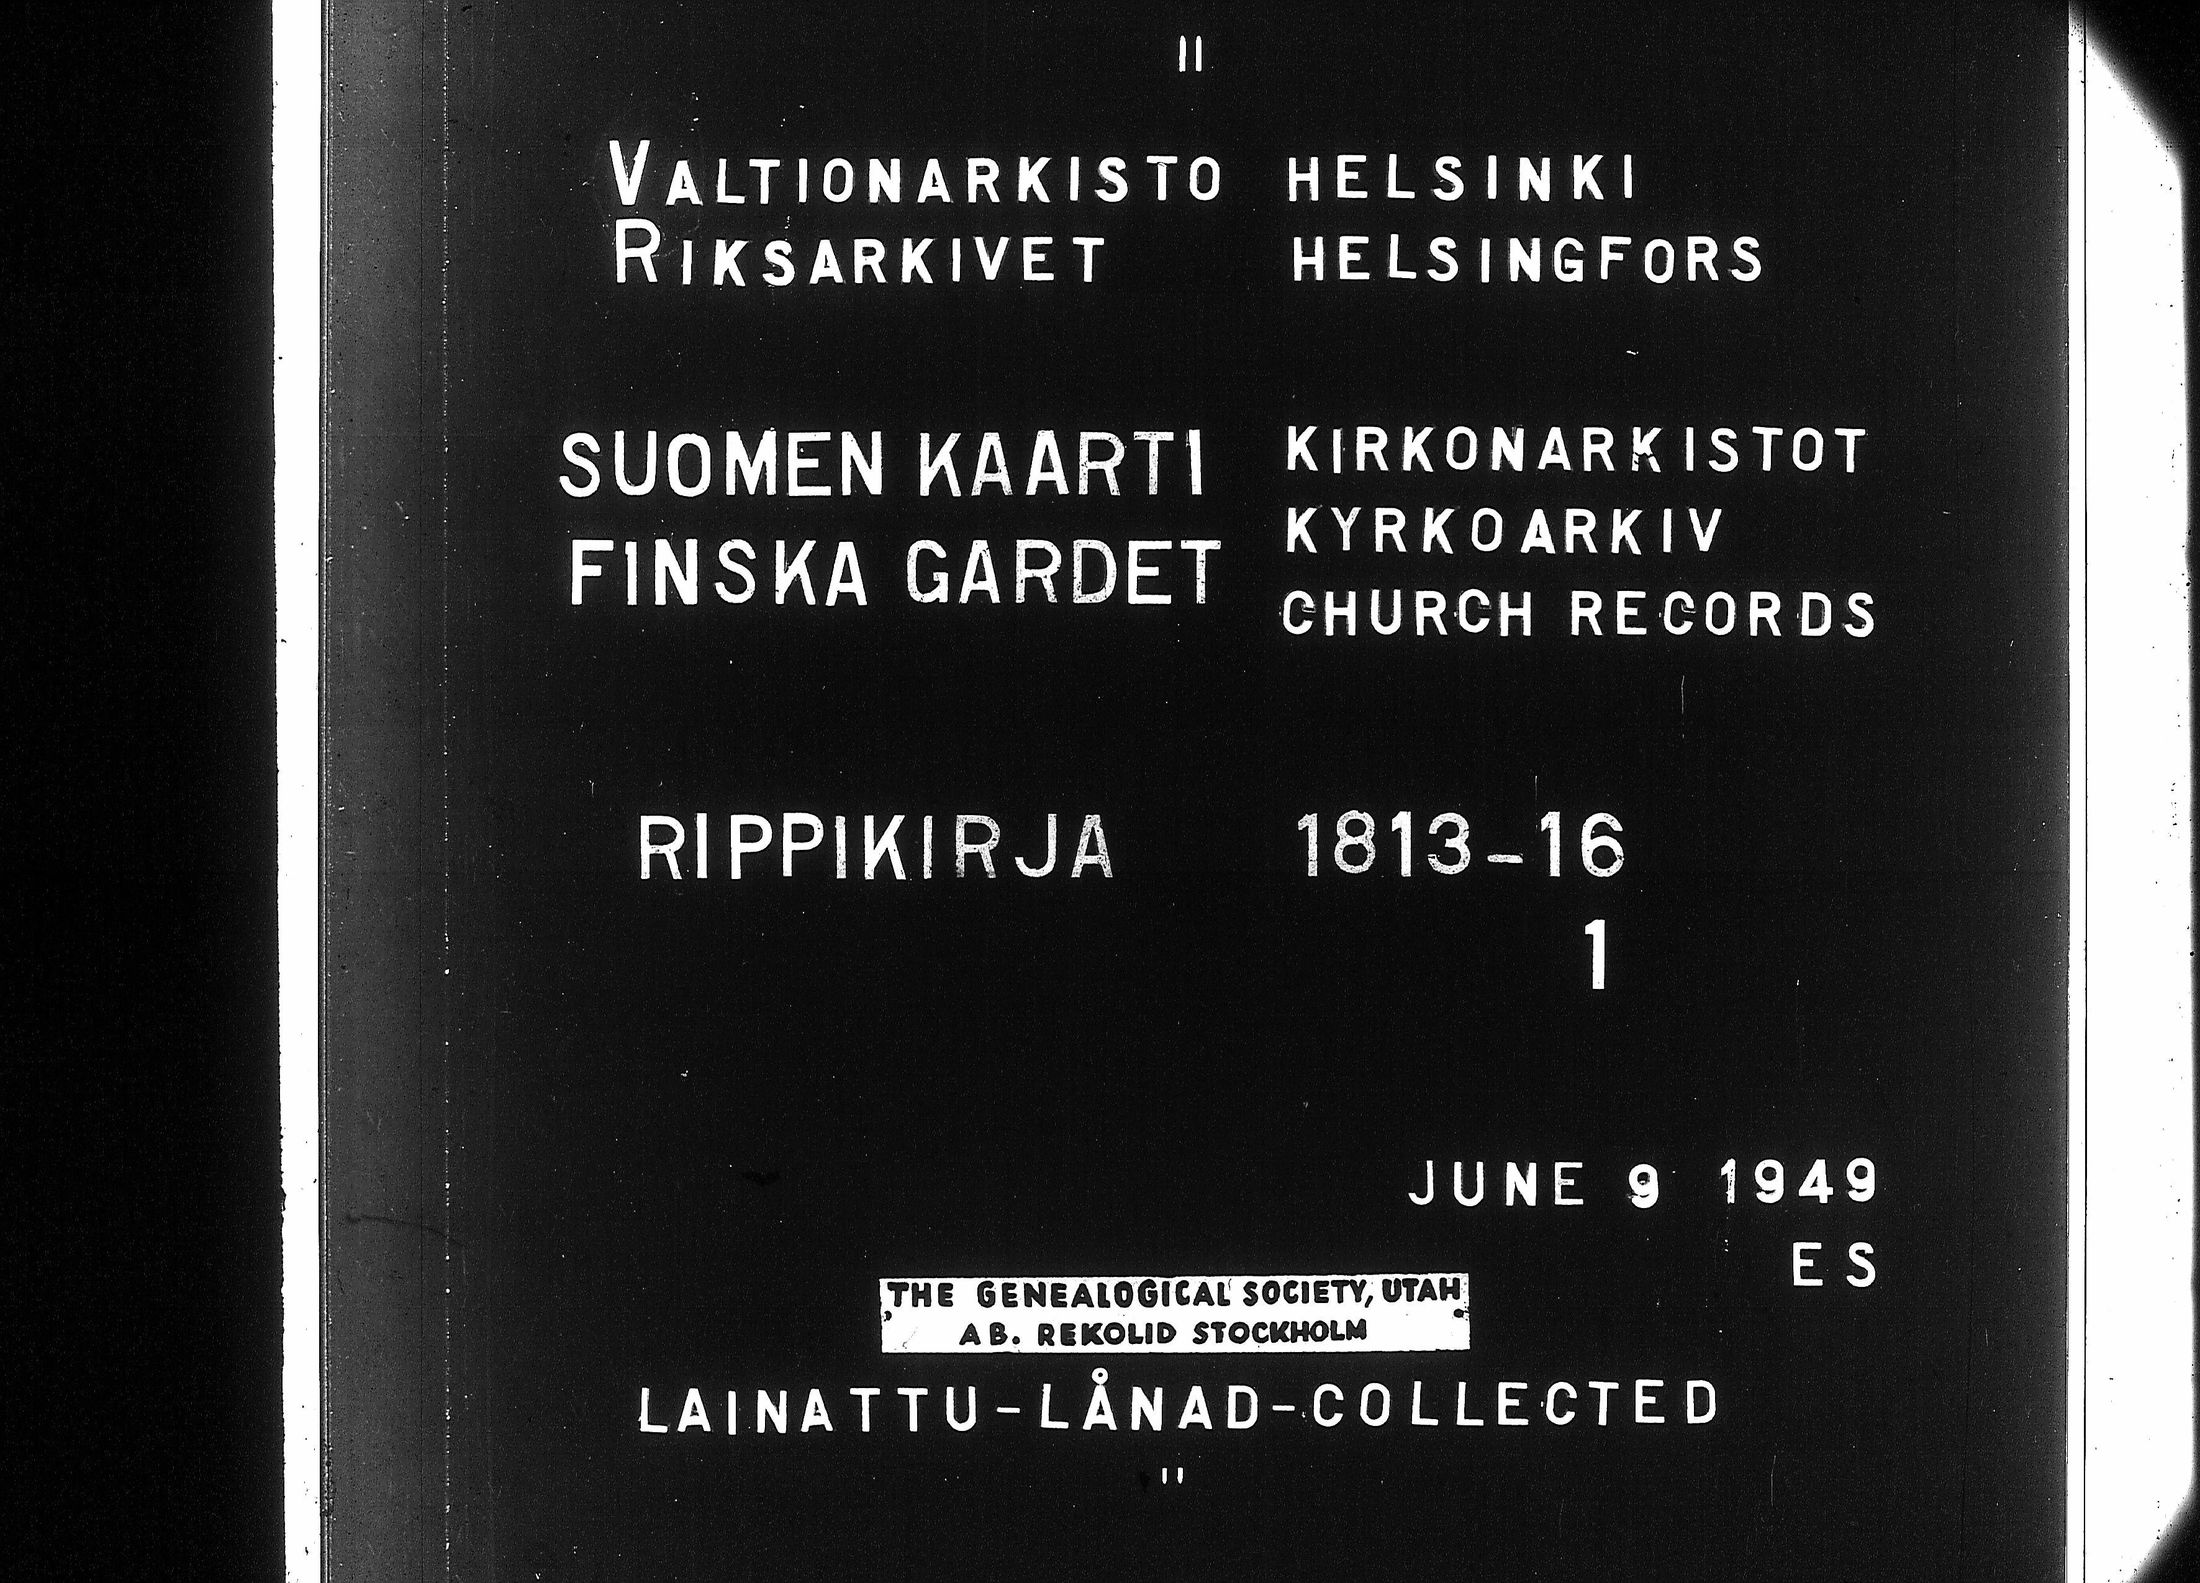 II
VALTIONARKISTO HELSINKI
RIKSARKIVET HELSINGFORS
SUOMEN KAARTI
FINSKA GARDET
KIRKONARKISTOT
KYRKOARKIV
CHURCH RECORDS
RIPPIKIRJA 1813-16
1
JUNE 9 1949
ES
THE GENEALOGICAL SOCIETY, UTAH
AB. REKOLID STOCKHOLM
LAINATTU-LÅNAD-COLLECTED
"